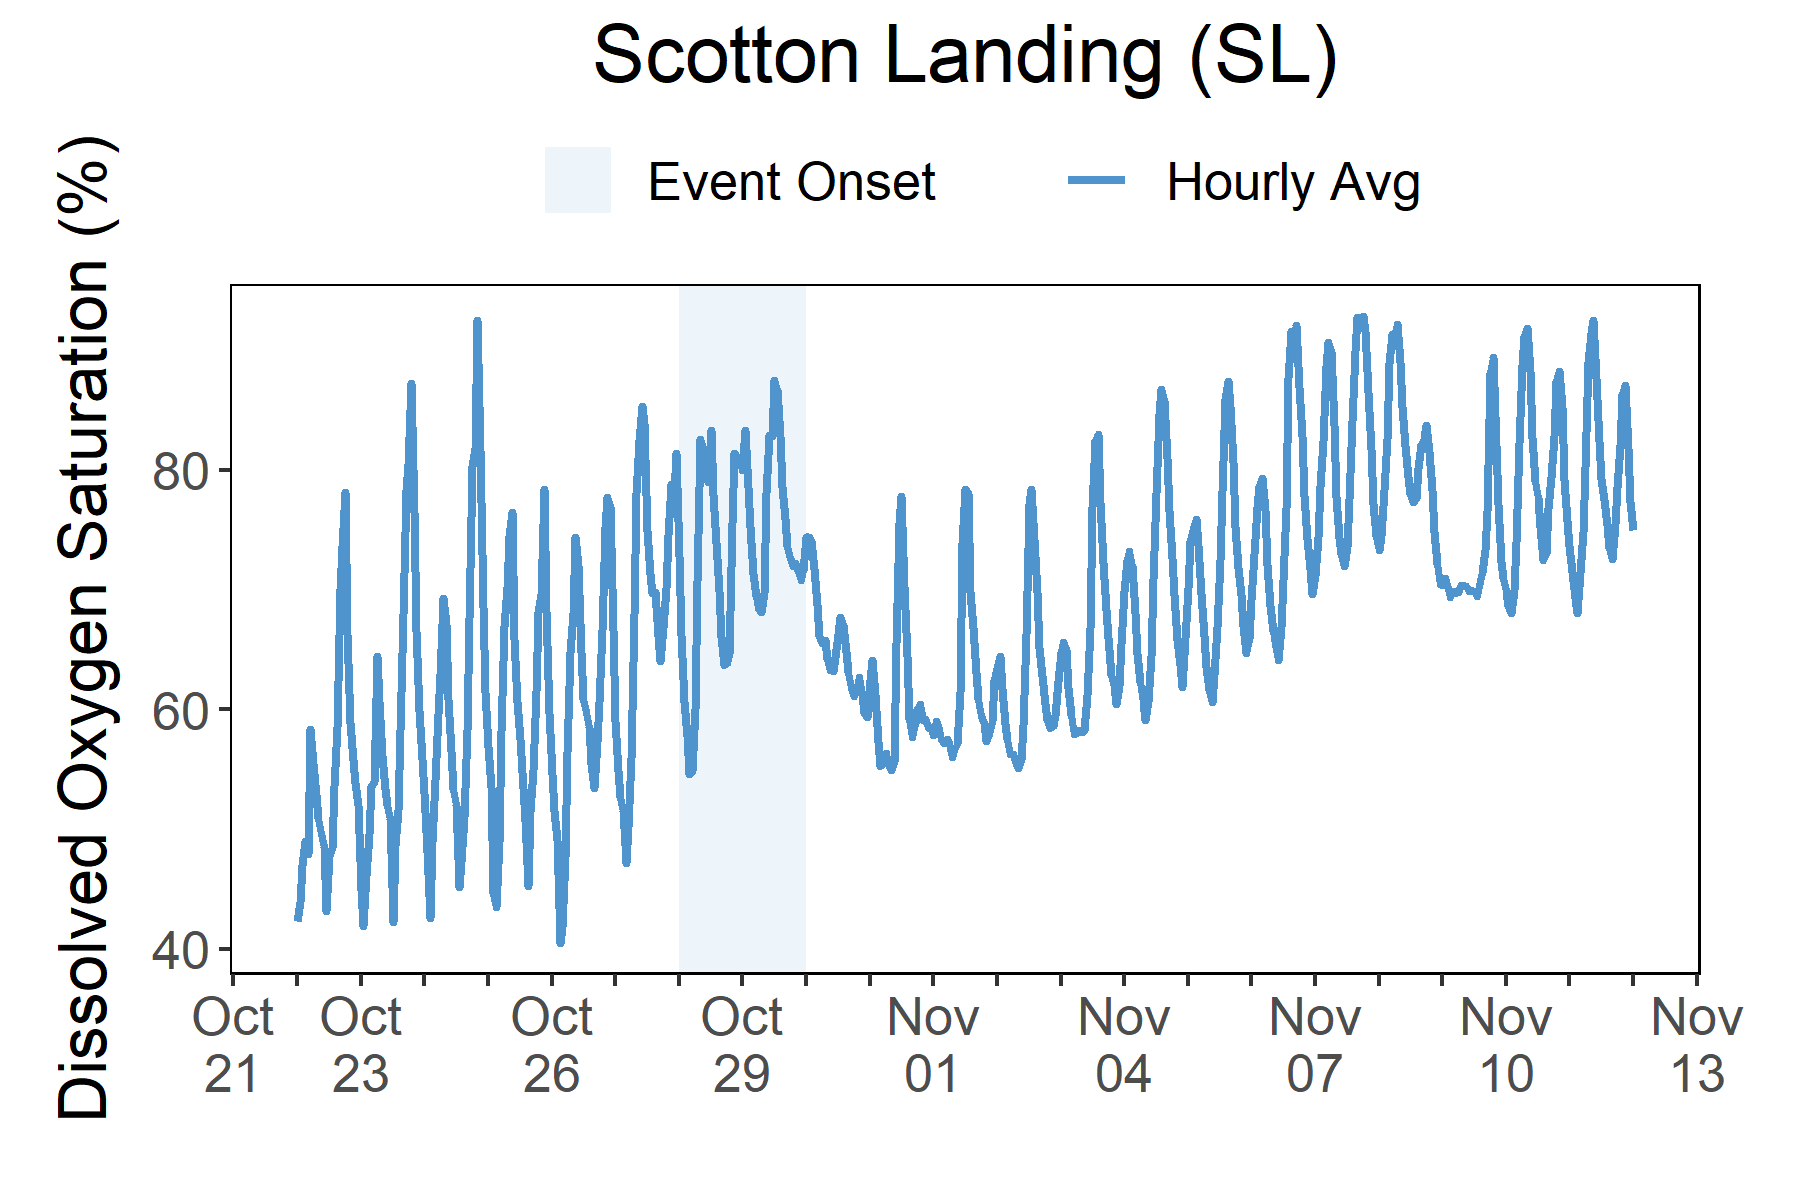 Scotton Landing (SL)
Event Onset
Hourly Avg
Dissolved Oxygen Saturation (%)
80
60
40
Oct 21
Oct 23
Oct 26
Oct 29
Nov 01
Nov 04
Nov 07
Nov 10
Nov 13